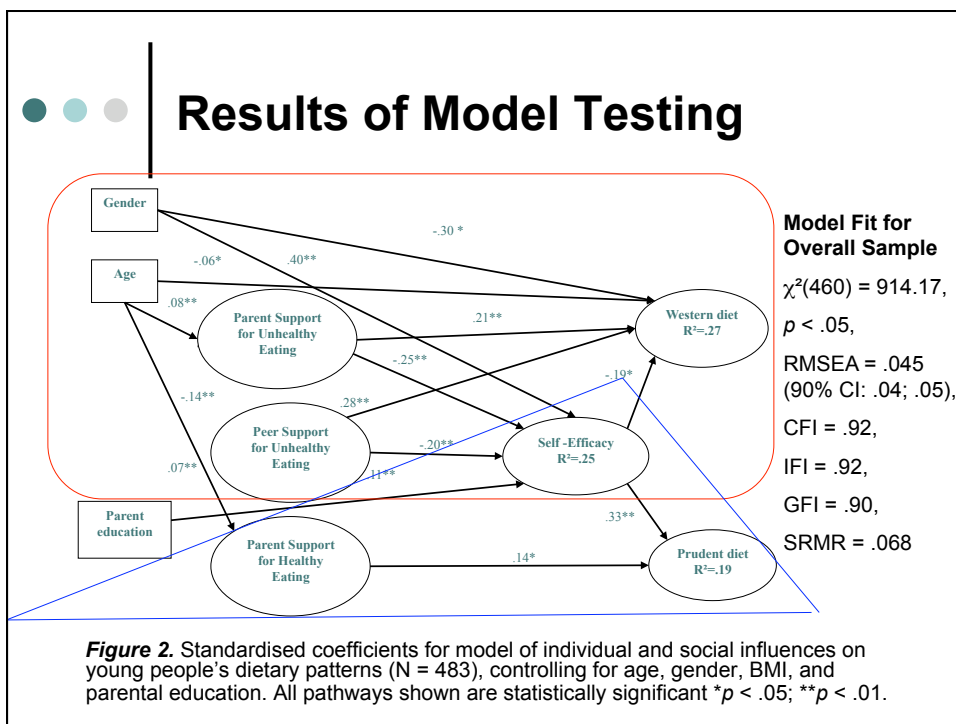 Results of Model Testing
Gender
-.30 *
Age
-.06*
.40**
.08**
Parent Support
for Unhealthy
Eating
.21**
Western diet
R²=.27
-.25**
-.19*
-.14**
.28**
Peer Support
for Unhealthy
Eating
-.20**
Self -Efficacy
R²=.25
.07**
.11**
Parent
education
.33**
Parent Support
for Healthy
Eating
.14*
Prudent diet
R²=.19
Model Fit for
Overall Sample
χ²(460) = 914.17,
p < .05,
RMSEA = .045
(90% CI: .04; .05),
CFI = .92,
IFI = .92,
GFI = .90,
SRMR = .068
Figure 2. Standardised coefficients for model of individual and social influences on
young people's dietary patterns (N = 483), controlling for age, gender, BMI, and
parental education. All pathways shown are statistically significant *p < .05; **p < .01.